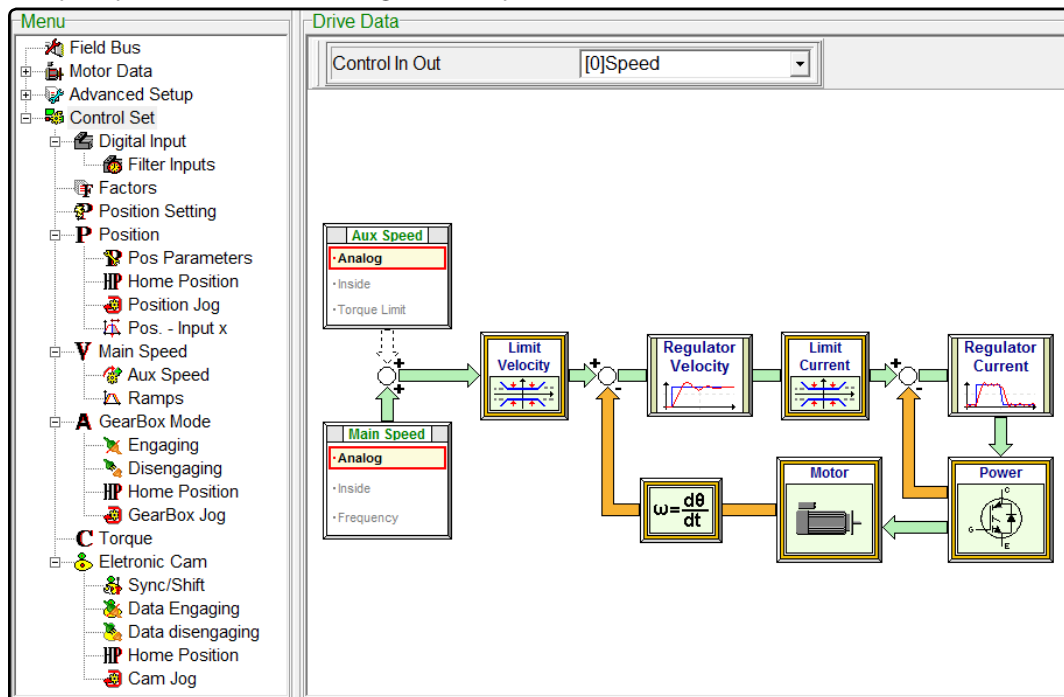 Menu
Field Bus
Motor Data
Advanced Setup
Control Set
Digital Input
Filter Inputs
Factors
Position Setting
Position
Pos Parameters
Home Position
Position Jog
Pos. - Input x
Main Speed
Aux Speed
Ramps
GearBox Mode
Engaging
Disengaging
Home Position
GearBox Jog
Torque
Eletronic Cam
Sync/Shift
Data Engaging
Data disengaging
Home Position
Cam Jog
Drive Data
Control In Out [0]Speed
Aux Speed
·Analog
·Inside
·Torque Limit
+
+
Main Speed
·Analog
·Inside
·Frequency
Limit
Velocity
+
-
Regulator
Velocity
Limit
Current
+
-
Regulator
Current
ω=dθ/dt
Motor
Power
C
G
E